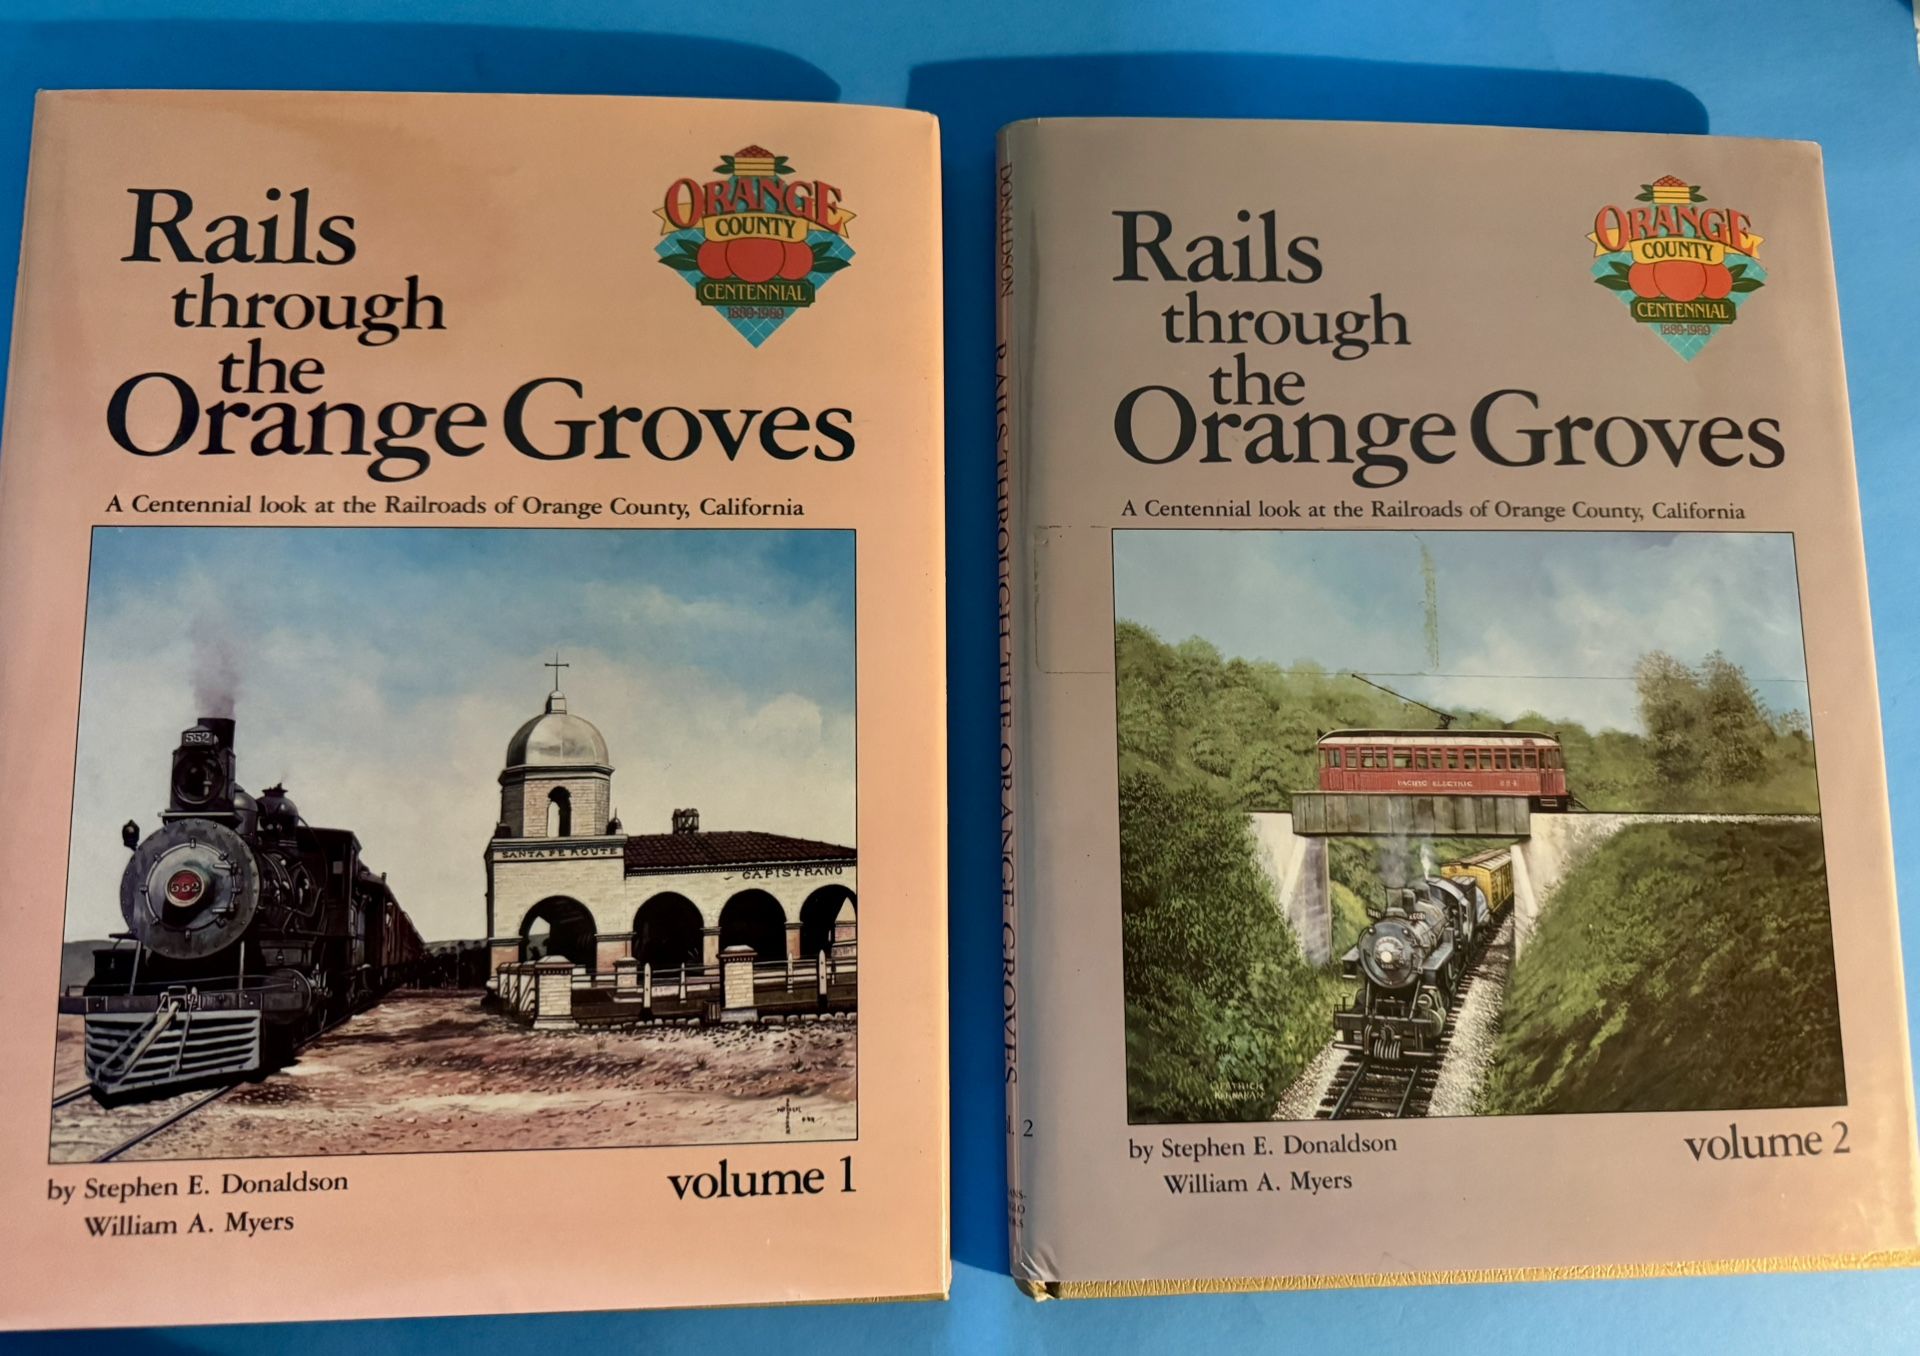 Rails
through
the
Orange Groves
A Centennial look at the Railroads of Orange County, California
ORANGE
COUNTY
CENTENNIAL
1889-1989
552
552
SANTA FE ROUTE
CAPISTRANO
by Stephen E. Donaldson
William A. Myers
volume 1
DONALDSON RAILS THROUGH THE ORANGE GROVES 2
Rails
through
the
Orange Groves
A Centennial look at the Railroads of Orange County, California
ORANGE
COUNTY
CENTENNIAL
1889-1989
PACIFIC ELECTRIC
by Stephen E. Donaldson
William A. Myers
volume 2